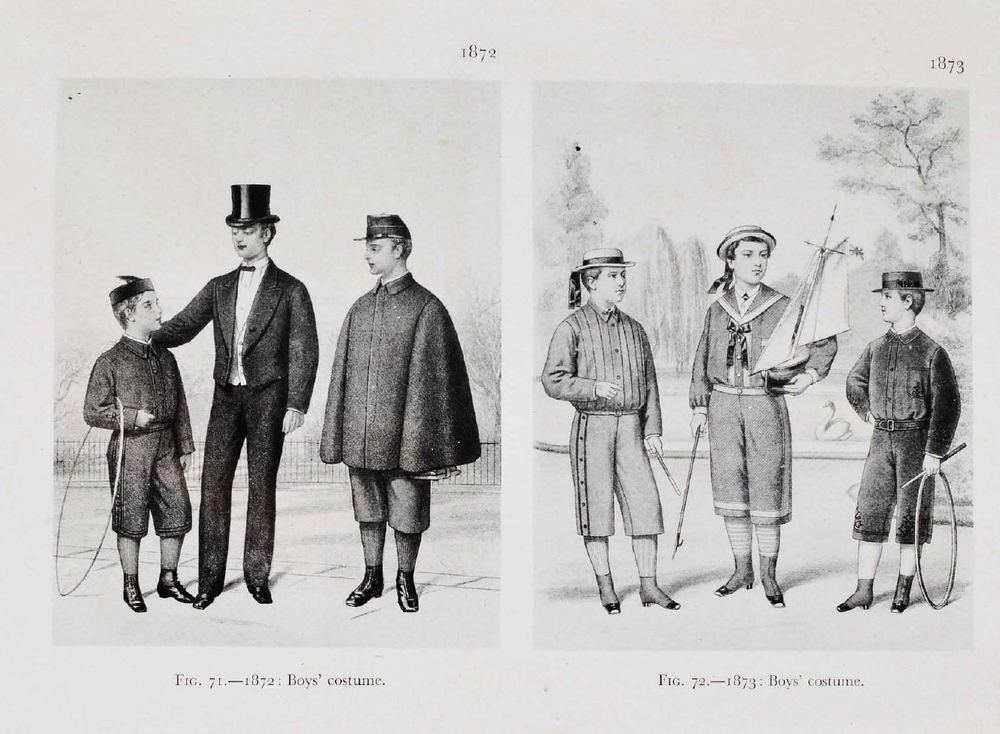 1872
1873
FIG. 71.—1872: Boys' costume.
FIG. 72.—1873: Boys' costume.